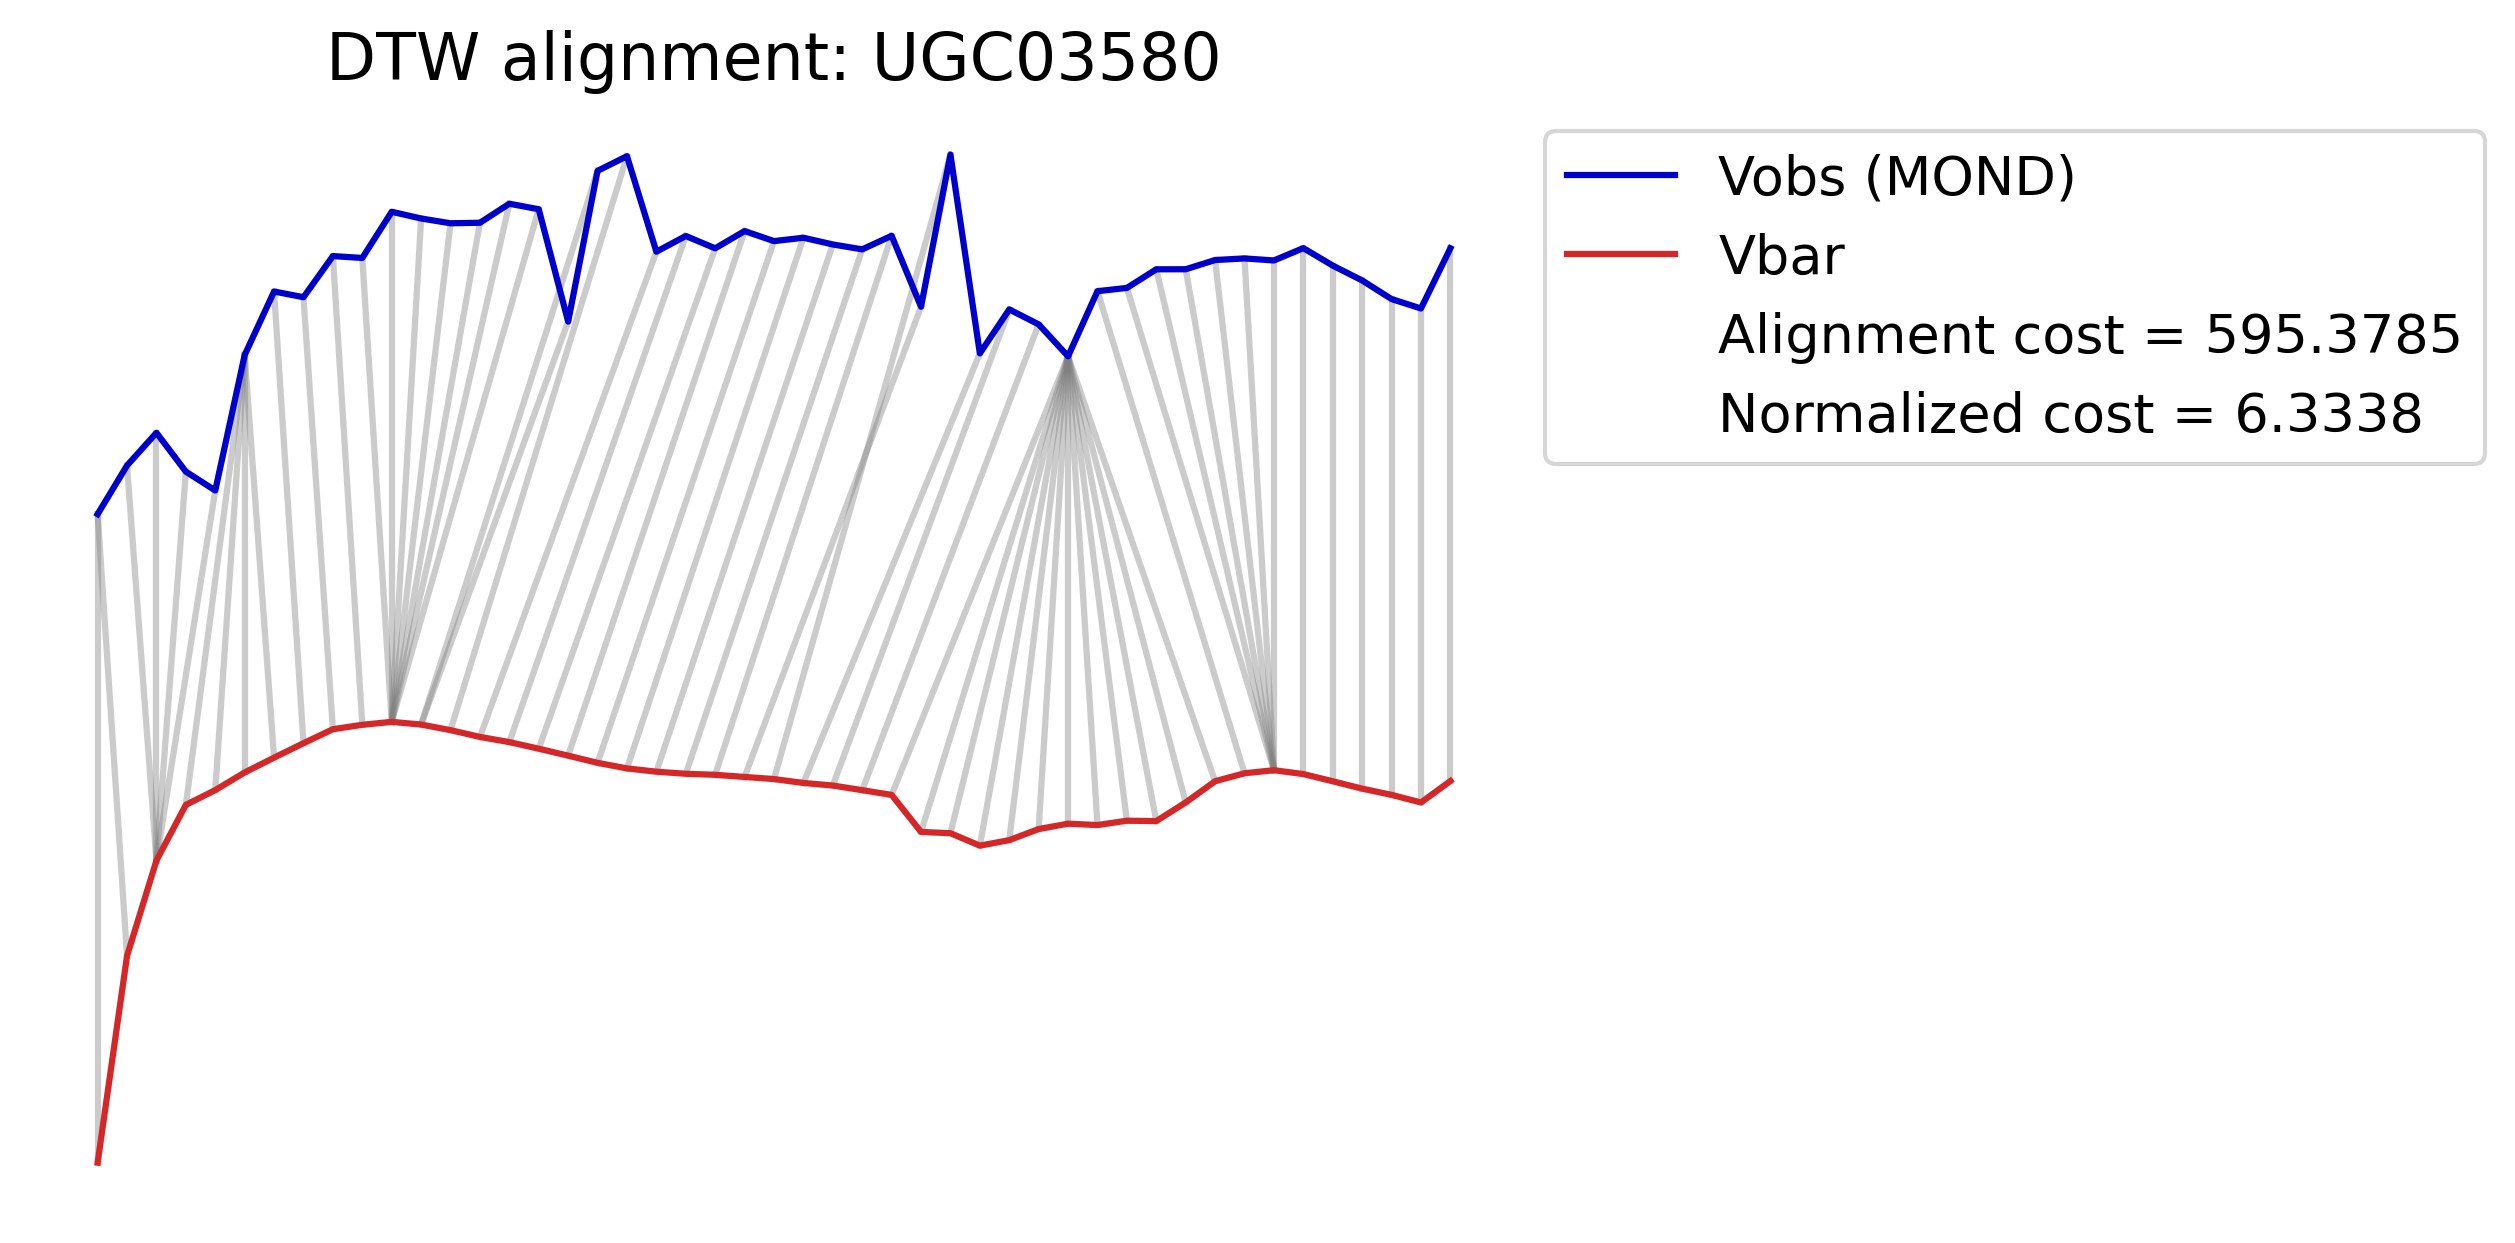 DTW alignment: UGC03580
Vobs (MOND)
Vbar
Alignment cost = 595.3785
Normalized cost = 6.3338